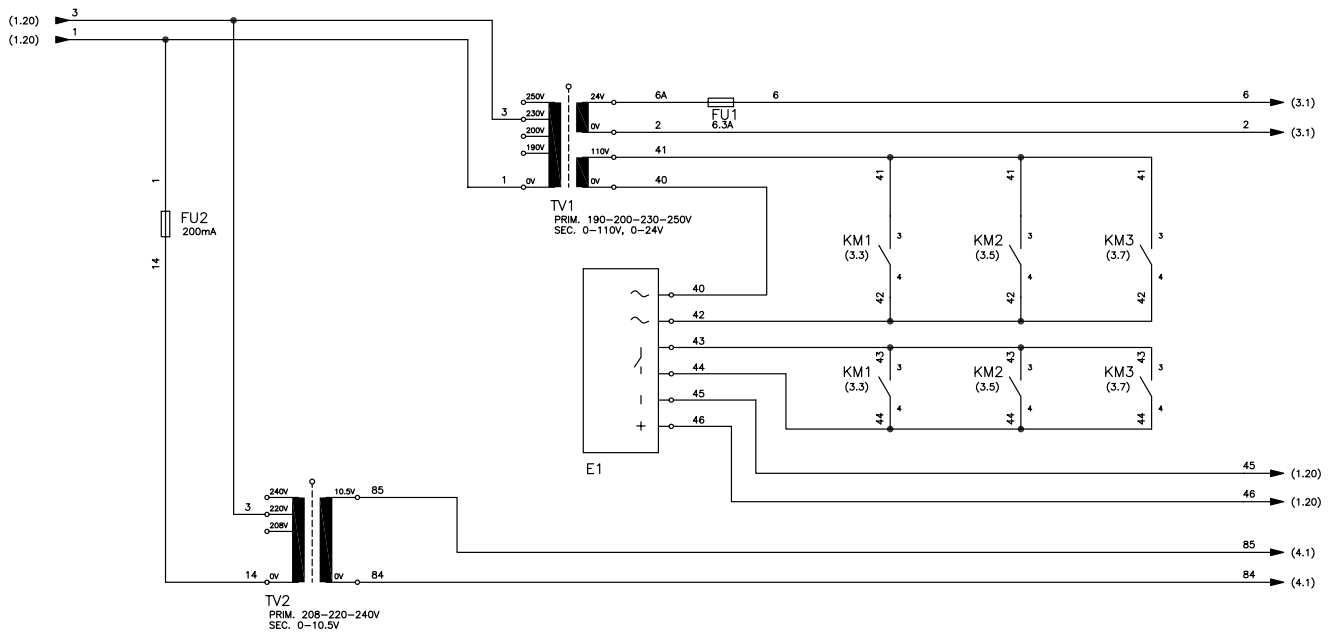 (1.20) 3
(1.20) 1
250V 24V 6A 6 6 (3.1)
3 230V FU1
6.3A
200V 0V 2 2 (3.1)
190V 110V 41
1 0V 0V 40
41 41 41
TV1
PRIM. 190-200-230-250V
SEC. 0-110V, 0-24V
1
FU2
200mA
14
KM1 3 KM2 3 KM3 3
(3.3) (3.5) (3.7)
4 4 4
42 42 42
40
42
43
43 43 43
44
KM1 3 KM2 3 KM3 3
(3.3) (3.5) (3.7)
45
4 4 4
44 44 44
46
+
E1
45 (1.20)
46 (1.20)
240V 10.5V 85
3 220V
208V
85 (4.1)
14 0V 0V 84 84 (4.1)
TV2
PRIM. 208-220-240V
SEC. 0-10.5V